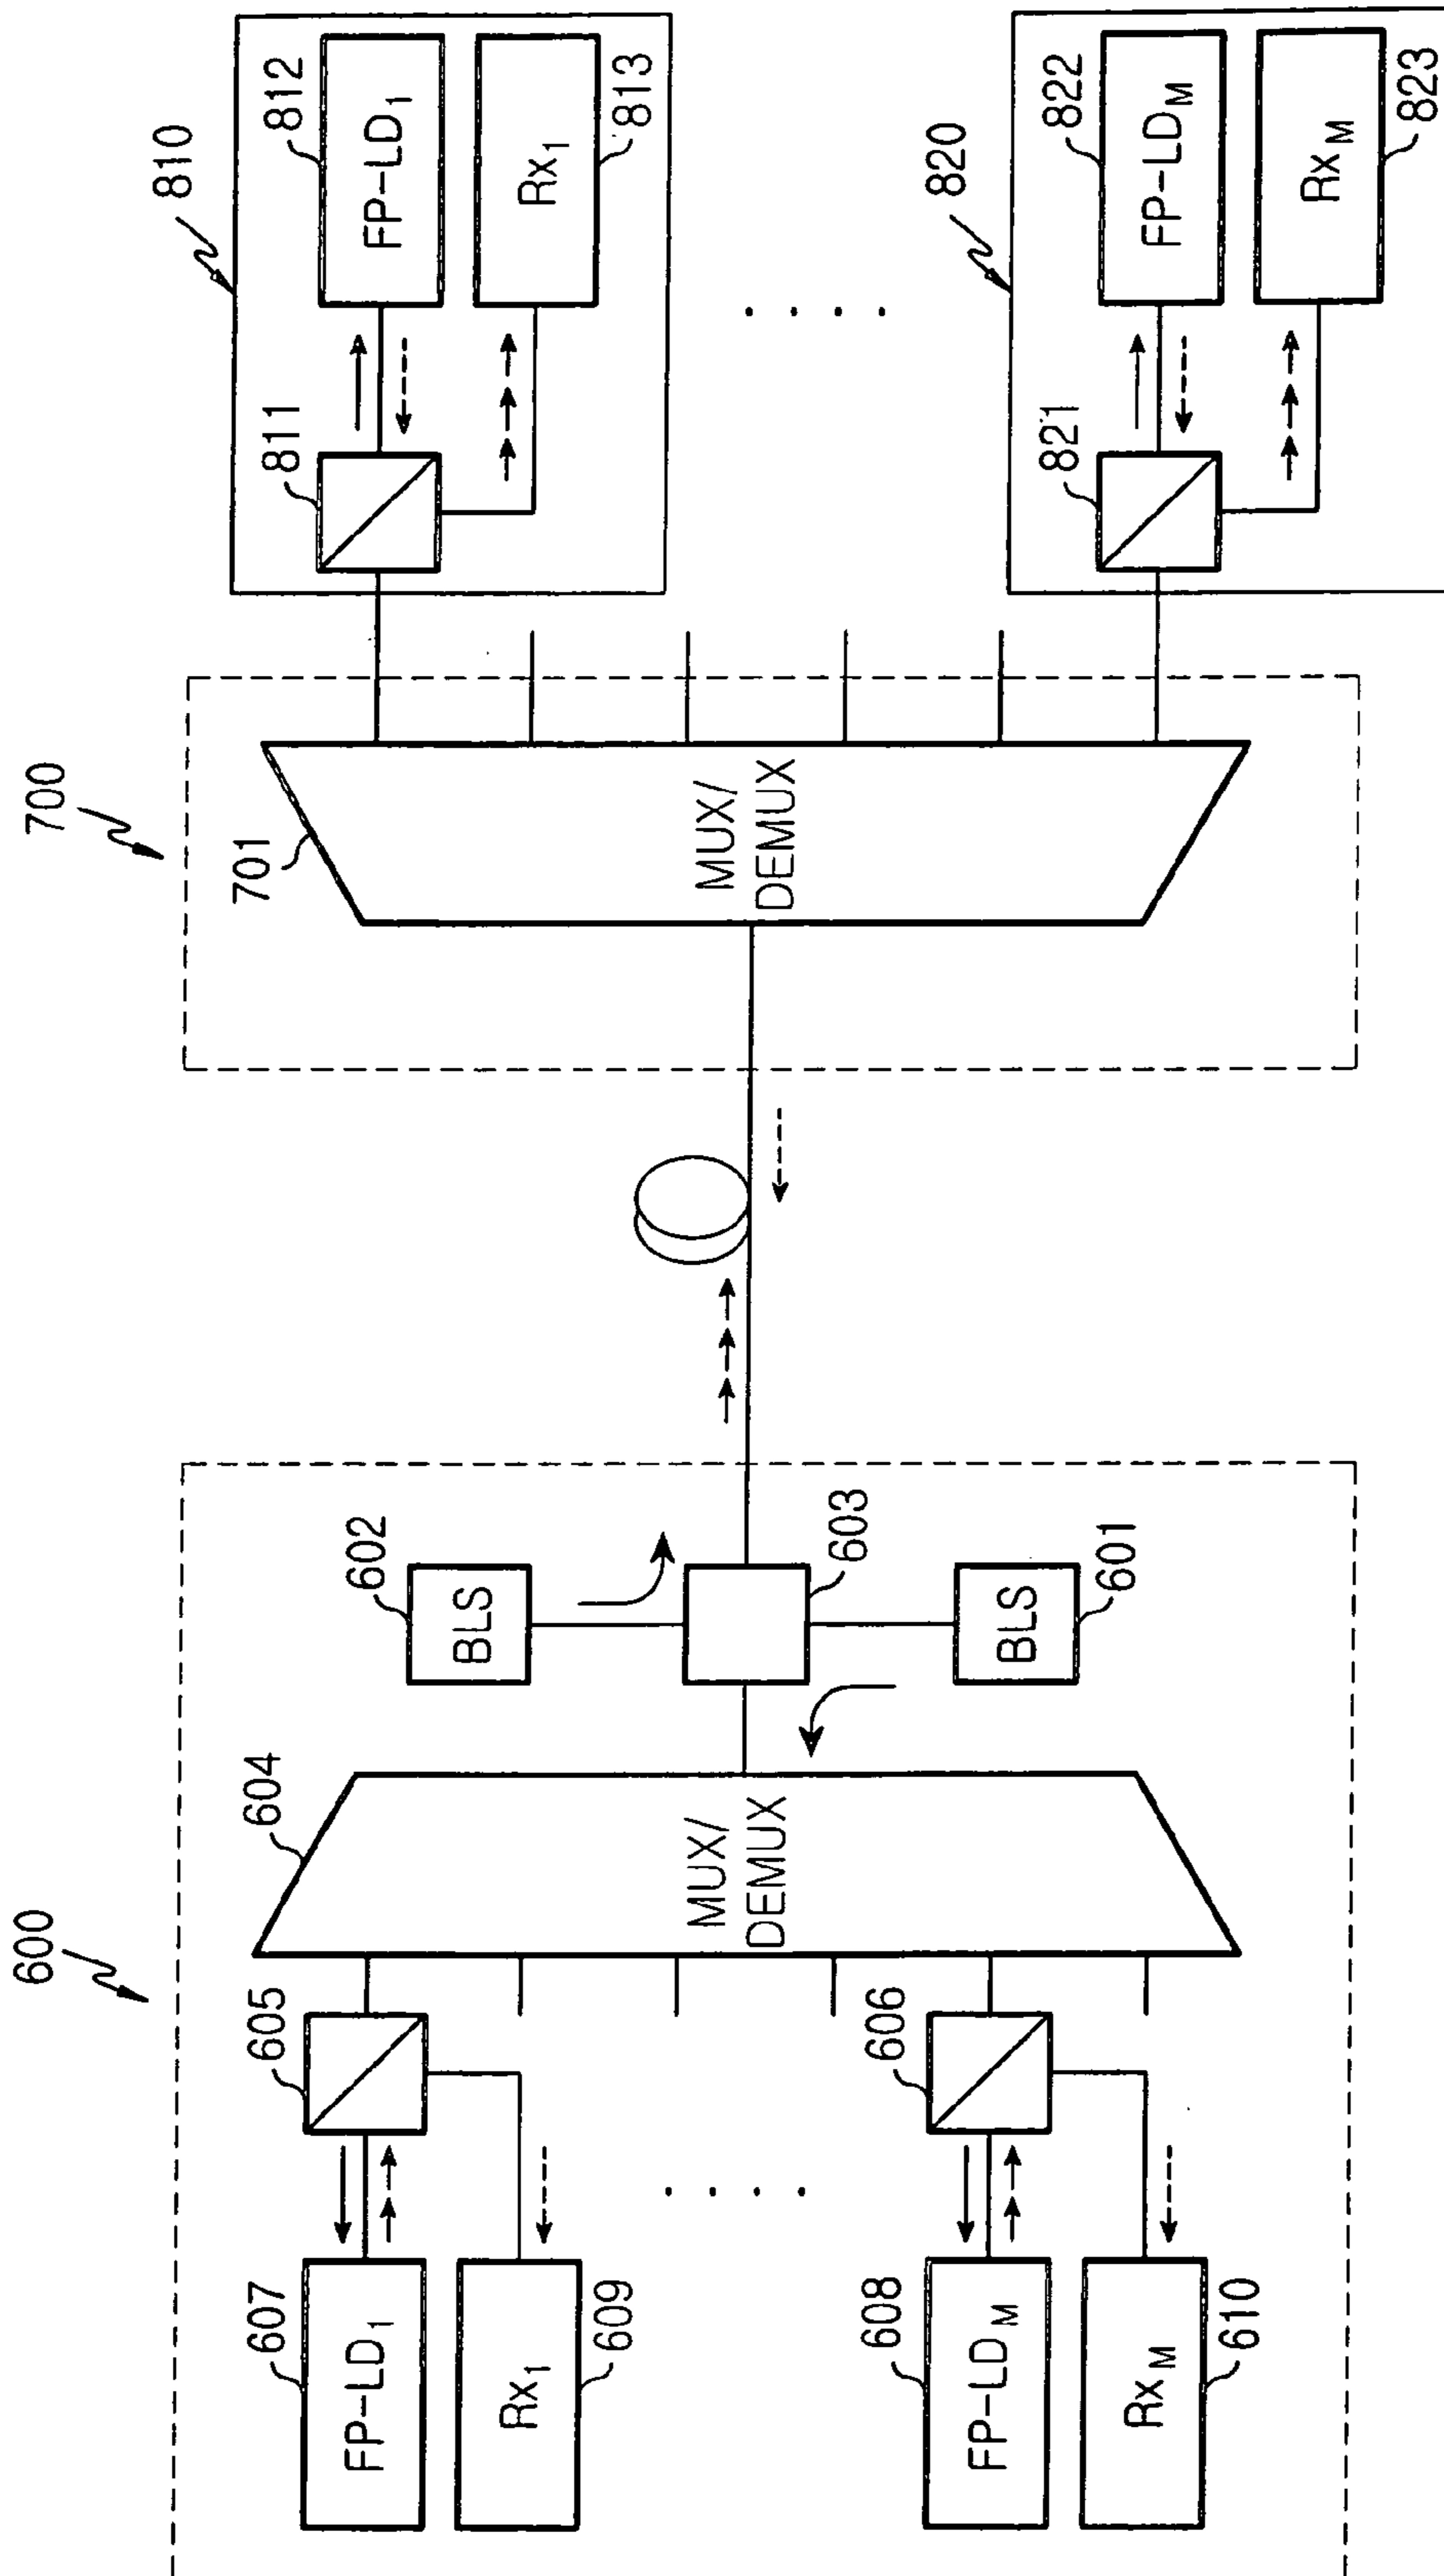 600
607
FP-LD1
605
604
Rx1
609
MUX/
DEMUX
608
FP-LDM
606
RxM
610
602
BLS
603
BLS
601
700
701
MUX/
DEMUX
810
811
812
FP-LD1
Rx1
813
820
821
822
FP-LDM
RxM
823